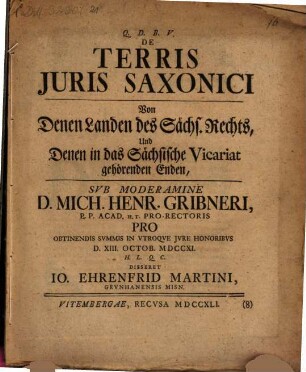 Q. D. B. V.
DE
TERRIS
JURIS SAXONICI
Von
Denen Landen des Sächs. Rechts,
Und
Denen in das Sächsische Vicariat
gehörenden Enden,
SVB MODERAMINE
D. MICH. HENR. GRIBNERI,
P. P. ACAD. H. T. PRO-RECTORIS
PRO
OBTINENDIS SVMMIS IN VTROQVE JVRE HONORIBVS
D. XIII. OCTOB. MDCCXI.
H. L. Q. C.
DISSERET
IO. EHRENFRID MARTINI,
GRVNHANENSIS MISN.
VITEMBERGAE, RECVSA MDCCXLI. (8)